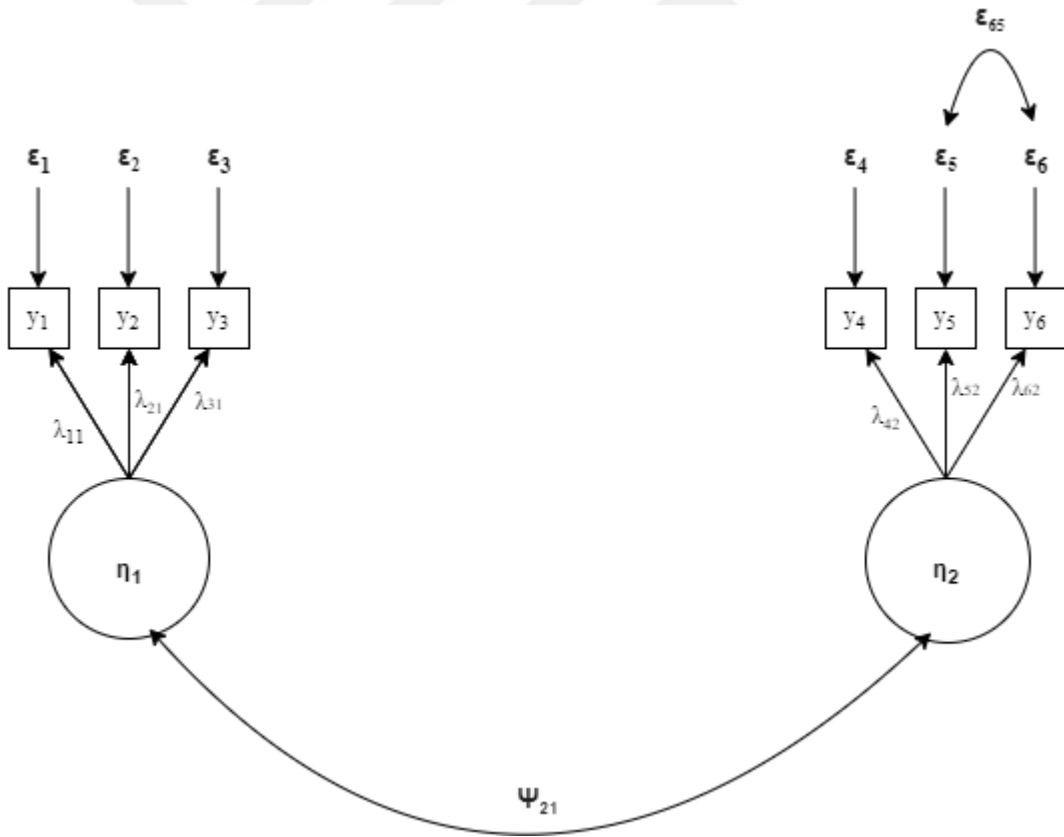 ε₆₅
ε₁ ε₂ ε₃ ε₄ ε₅ ε₆
y₁ y₂ y₃ y₄ y₅ y₆
λ₁₁ λ₂₁ λ₃₁ λ₄₂ λ₅₂ λ₆₂
η₁ η₂
Ψ₂₁